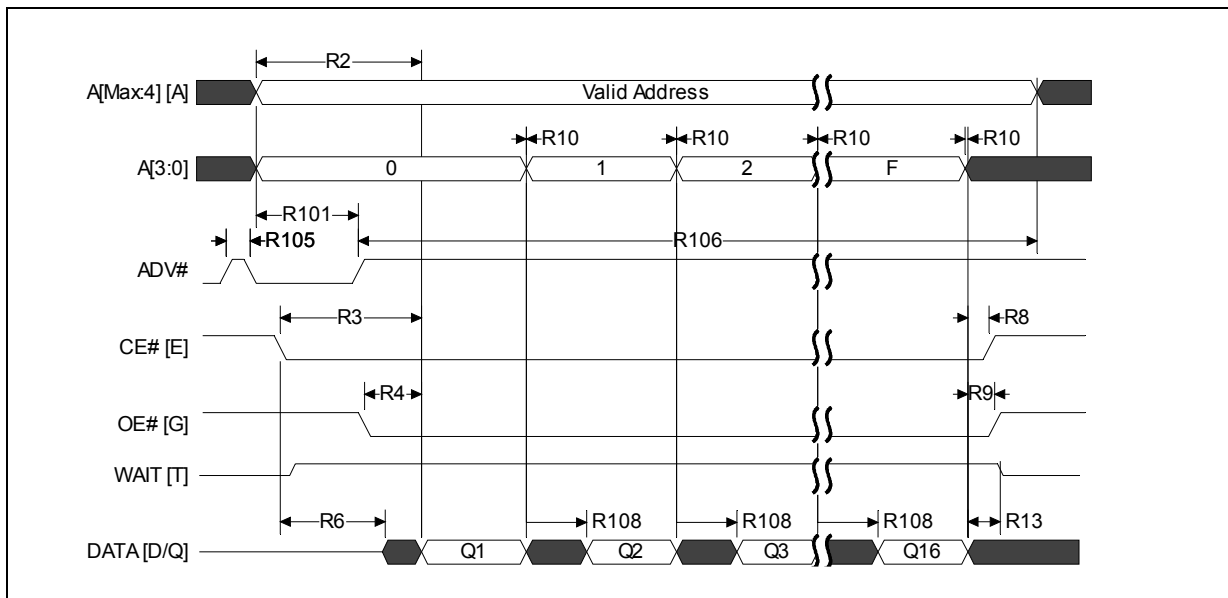 R2
A[Max:4] [A]
Valid Address
R10 R10 R10 R10
A[3:0]
0 1 2 F
R101
R105
R106
ADV#
R3
R8
CE# [E]
R4
R9
OE# [G]
WAIT [T]
R6
R108 R108 R108
R13
DATA [D/Q]
Q1 Q2 Q3 Q16